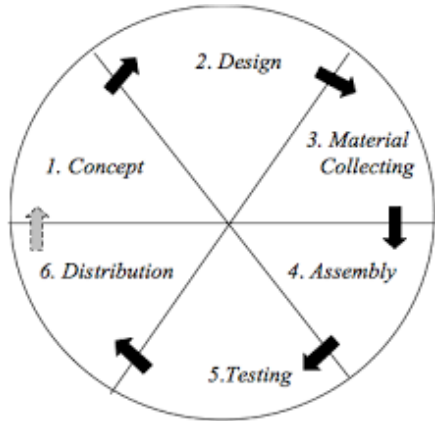 2. Design
3. Material
Collecting
1. Concept
6. Distribution
4. Assembly
5.Testing